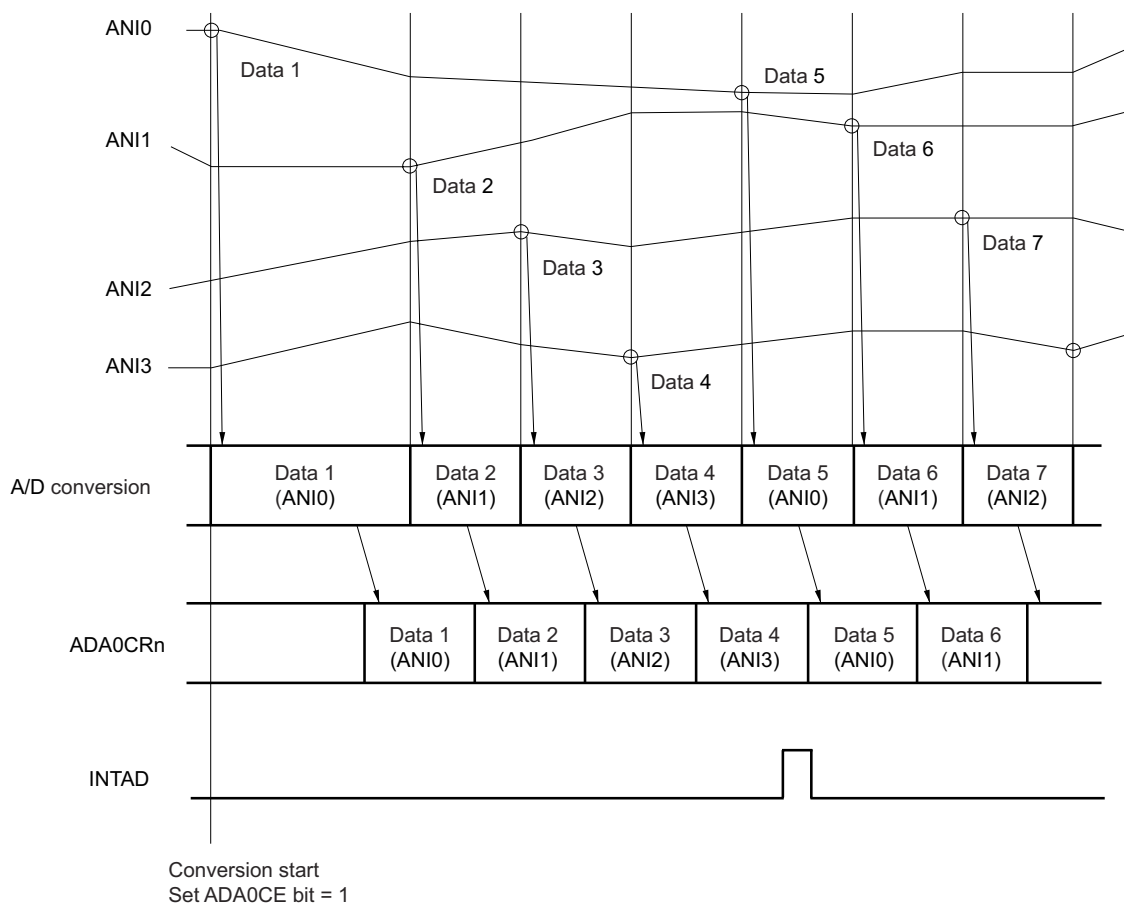 ANI0
Data 1
Data 5
ANI1
Data 6
Data 2
Data 7
Data 3
ANI2
ANI3
Data 4
A/D conversion
Data 1
(ANI0)
Data 2
(ANI1)
Data 3
(ANI2)
Data 4
(ANI3)
Data 5
(ANI0)
Data 6
(ANI1)
Data 7
(ANI2)
ADA0CRn
Data 1
(ANI0)
Data 2
(ANI1)
Data 3
(ANI2)
Data 4
(ANI3)
Data 5
(ANI0)
Data 6
(ANI1)
INTAD
Conversion start
Set ADA0CE bit = 1